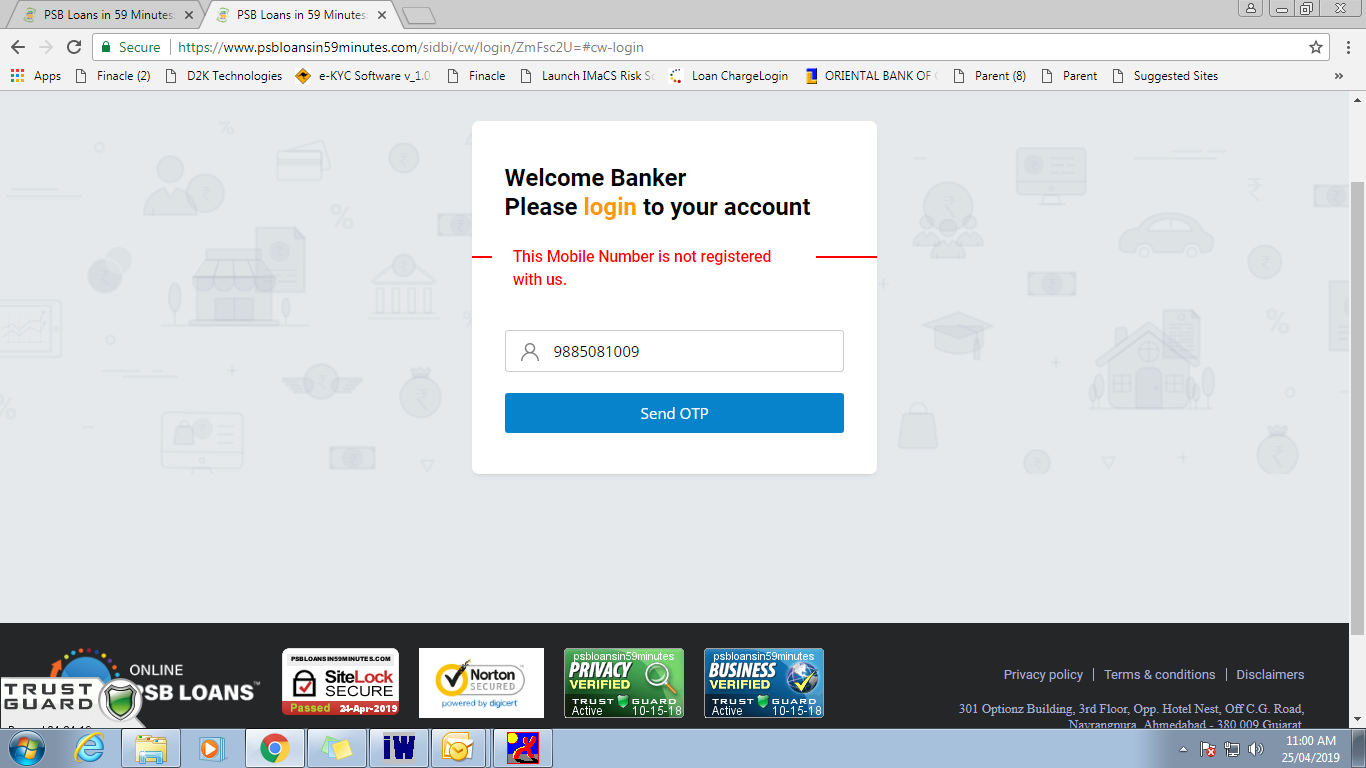 PSB Loans in 59 Minutes
PSB Loans in 59 Minutes
Secure
https://www.psbloansin59minutes.com/sidbi/cw/login/ZmFsc2U=#cw-login
Apps
Finacle (2)
D2K Technologies
e-KYC Software v_1.0
Finacle
Launch IMaCS Risk Sc
Loan ChargeLogin
ORIENTAL BANK OF
Parent (8)
Parent
Suggested Sites
Welcome Banker
Please login to your account
This Mobile Number is not registered
with us.
9885081009
Send OTP
ONLINE
PSB LOANS™
TRUST
GUARD
PSBLOANSIN59MINUTES.COM
SiteLock
SECURE
Passed 24-Apr-2019
Norton
SECURED
powered by digicert
psbloansin59minutes
PRIVACY
VERIFIED
TRUST GUARD
Active 10-15-18
psbloansin59minutes
BUSINESS
VERIFIED
TRUST GUARD
Active 10-15-18
Privacy policy | Terms & conditions | Disclaimers
301 Optionz Building, 3rd Floor, Opp. Hotel Nest, Off C.G. Road,
Navrangpura, Ahmedabad - 380 009 Gujarat
iW
11:00 AM
25/04/2019